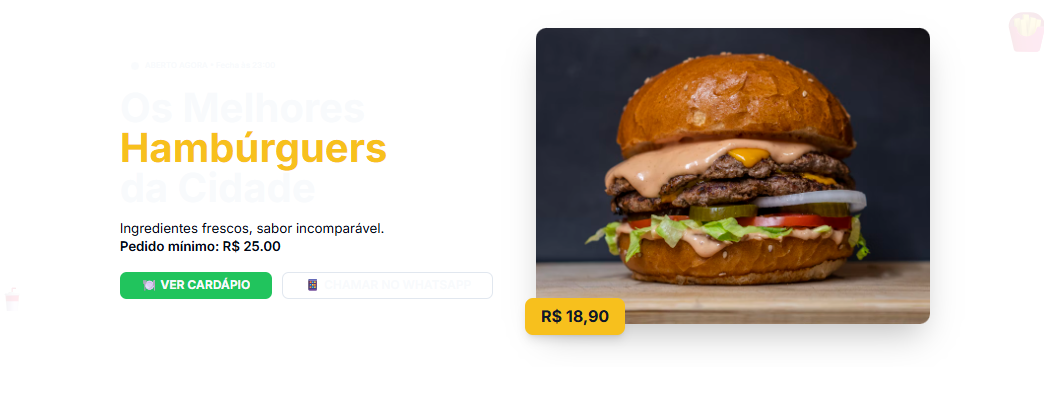 Os Melhores
Hambúrguers
da Cidade
Ingredientes frescos, sabor incomparável.
Pedido mínimo: R$ 25.00
VER CARDÁPIO
CHAMAR NO WHATSAPP
R$ 18,90